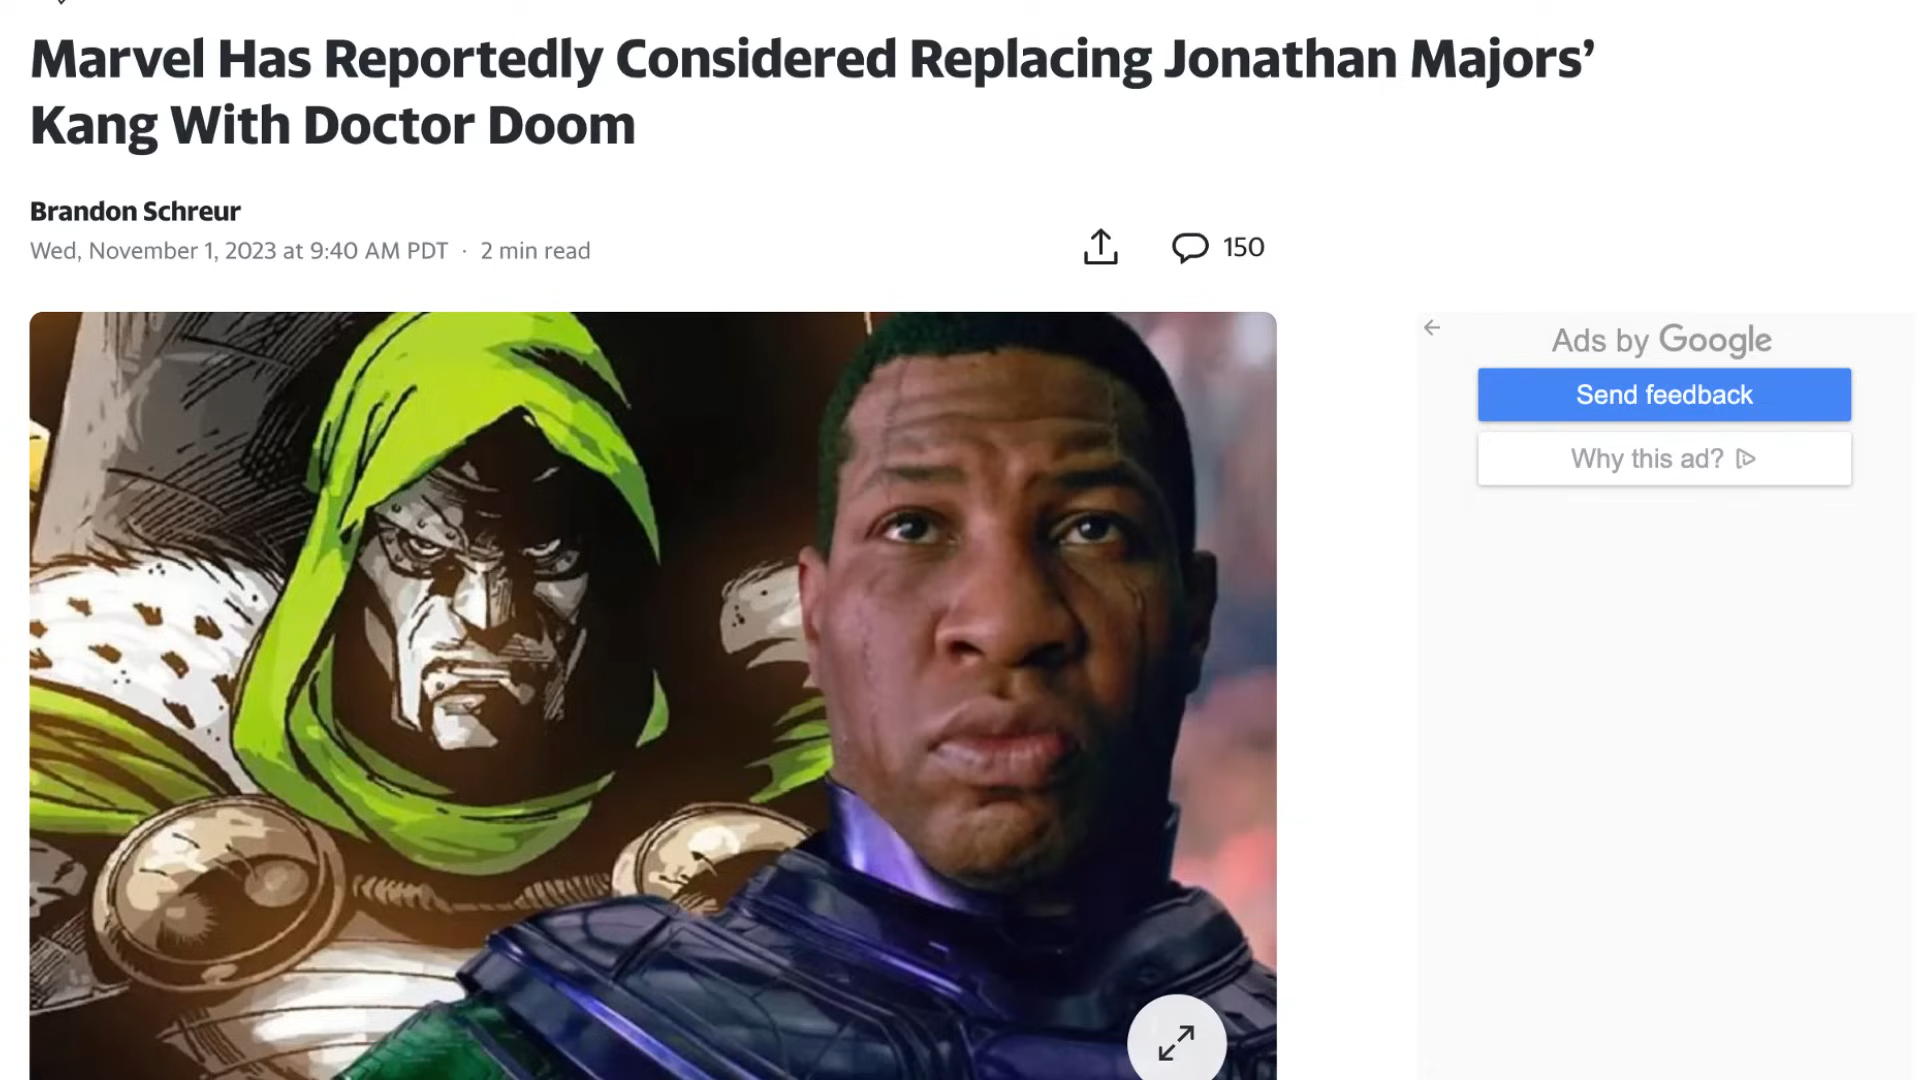 Marvel Has Reportedly Considered Replacing Jonathan Majors’
Kang With Doctor Doom
Brandon Schreur
Wed, November 1, 2023 at 9:40 AM PDT · 2 min read
150
Ads by Google
Send feedback
Why this ad?